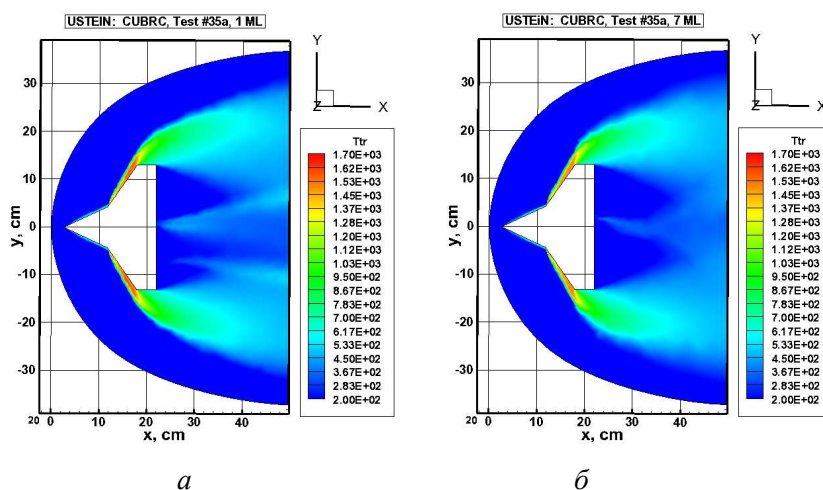 USTEIN: CUBRC, Test #35a, 1 ML
30
20
10
0
-10
-20
-30
y, cm
20
0
10
20
30
40
x, cm
Y
Z
X
Ttr
1.70E+03
1.62E+03
1.53E+03
1.45E+03
1.37E+03
1.28E+03
1.20E+03
1.12E+03
1.03E+03
9.50E+02
8.67E+02
7.83E+02
7.00E+02
6.17E+02
5.33E+02
4.50E+02
3.67E+02
2.83E+02
2.00E+02
а
USTEiN: CUBRC, Test #35a, 7 ML
30
20
10
0
-10
-20
-30
y, cm
20
0
10
20
30
40
x, cm
Y
Z
X
Ttr
1.70E+03
1.62E+03
1.53E+03
1.45E+03
1.37E+03
1.28E+03
1.20E+03
1.12E+03
1.03E+03
9.50E+02
8.67E+02
7.83E+02
7.00E+02
6.17E+02
5.33E+02
4.50E+02
3.67E+02
2.83E+02
2.00E+02
б